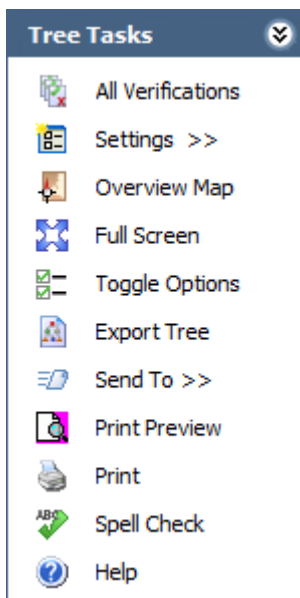 Tree Tasks
All Verifications
Settings >>
Overview Map
Full Screen
Toggle Options
Export Tree
Send To >>
Print Preview
Print
ABC
Spell Check
Help